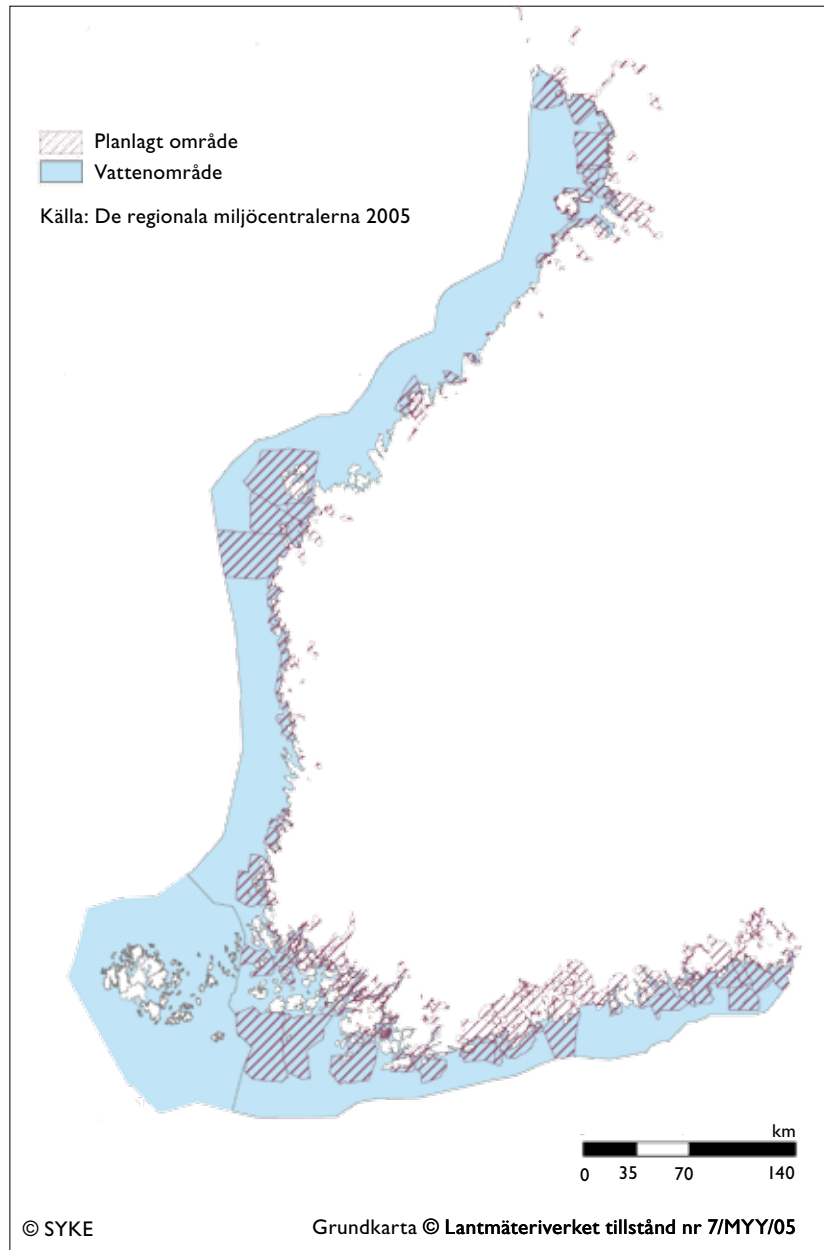 Planlagt område
Vattenområde
Källa: De regionala miljöcentralerna 2005
km
0 35 70 140
© SYKE
Grundkarta © Lantmäteriverket tillstånd nr 7/MYY/05